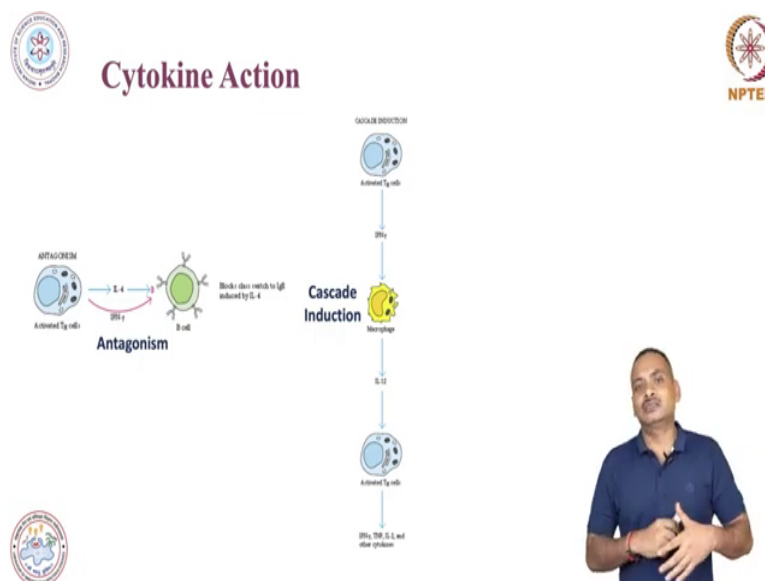 Cytokine Action
NPTEL
CASCADE INDUCTION
Activated TH cells
IFN-γ
ANTAGONISM
IL-4
IFN-γ
Activated TH cells
B cell
Blocks class switch to IgE
induced by IL-4
Antagonism
Cascade
Induction
Macrophage
IL-12
Activated TH cells
IFN-γ, TNF, IL-2, and
other cytokines